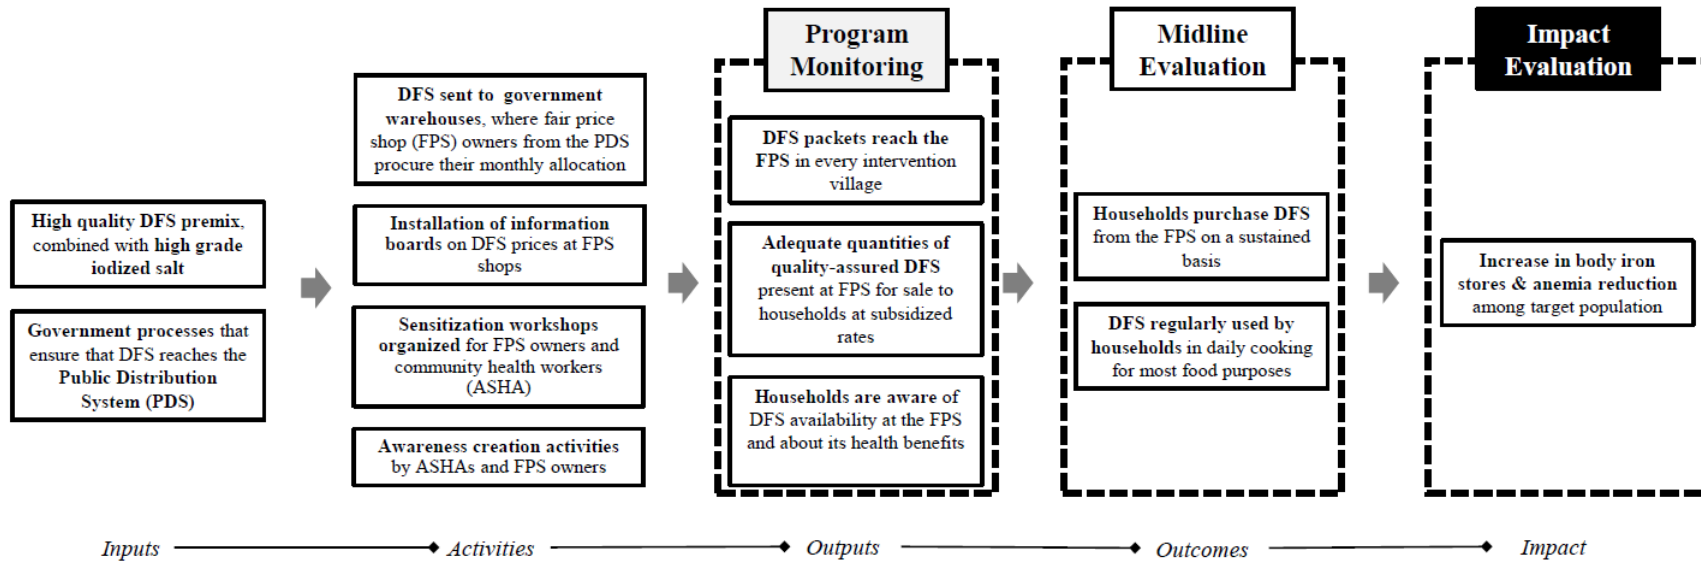 High quality DFS premix,
combined with high grade
iodized salt
Government processes that
ensure that DFS reaches the
Public Distribution
System (PDS)
DFS sent to government
warehouses, where fair price
shop (FPS) owners from the PDS
procure their monthly allocation
Installation of information
boards on DFS prices at FPS
shops
Sensitization workshops
organized for FPS owners and
community health workers
(ASHA)
Awareness creation activities
by ASHAs and FPS owners
Program
Monitoring
DFS packets reach the
FPS in every intervention
village
Adequate quantities of
quality-assured DFS
present at FPS for sale to
households at subsidized
rates
Households are aware of
DFS availability at the FPS
and about its health benefits
Midline
Evaluation
Households purchase DFS
from the FPS on a sustained
basis
DFS regularly used by
households in daily cooking
for most food purposes
Impact
Evaluation
Increase in body iron
stores & anemia reduction
among target population
Inputs
Activities
Outputs
Outcomes
Impact